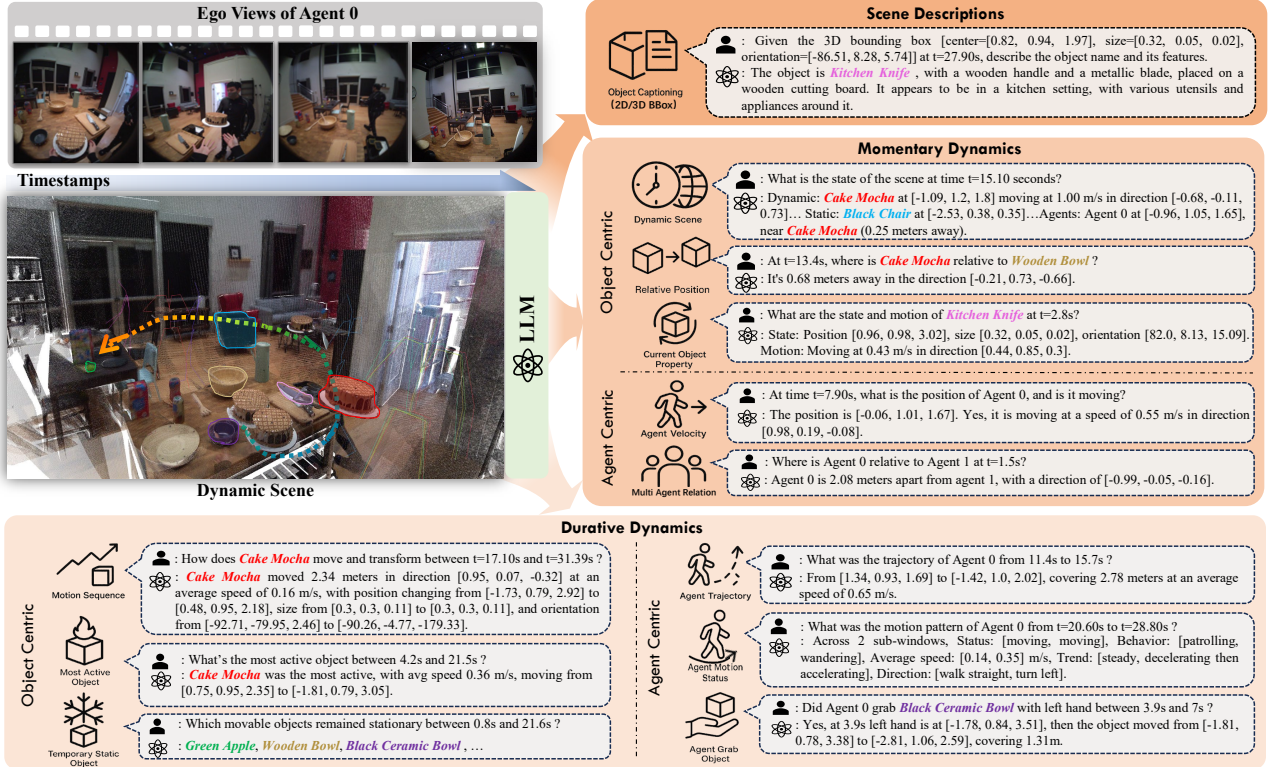 Ego Views of Agent 0
Timestamps
Dynamic Scene
LLM
Scene Descriptions
Object Captioning
(2D/3D BBox)
: Given the 3D bounding box [center=[0.82, 0.94, 1.97], size=[0.32, 0.05, 0.02],
orientation=[-86.51, 8.28, 5.74]] at t=27.90s, describe the object name and its features.
: The object is Kitchen Knife , with a wooden handle and a metallic blade, placed on a
wooden cutting board. It appears to be in a kitchen setting, with various utensils and
appliances around it.
Momentary Dynamics
Object Centric
Dynamic Scene
: What is the state of the scene at time t=15.10 seconds?
: Dynamic: Cake Mocha at [-1.09, 1.2, 1.8] moving at 1.00 m/s in direction [-0.68, -0.11,
0.73]… Static: Black Chair at [-2.53, 0.38, 0.35]…Agents: Agent 0 at [-0.96, 1.05, 1.65],
near Cake Mocha (0.25 meters away).
Relative Position
: At t=13.4s, where is Cake Mocha relative to Wooden Bowl ?
: It's 0.68 meters away in the direction [-0.21, 0.73, -0.66].
Current Object
Property
: What are the state and motion of Kitchen Knife at t=2.8s?
: State: Position [0.96, 0.98, 3.02], size [0.32, 0.05, 0.02], orientation [82.0, 8.13, 15.09].
Motion: Moving at 0.43 m/s in direction [0.44, 0.85, 0.3].
Agent Centric
Agent Velocity
: At time t=7.90s, what is the position of Agent 0, and is it moving?
: The position is [-0.06, 1.01, 1.67]. Yes, it is moving at a speed of 0.55 m/s in direction
[0.98, 0.19, -0.08].
Multi Agent Relation
: Where is Agent 0 relative to Agent 1 at t=1.5s?
: Agent 0 is 2.08 meters apart from agent 1, with a direction of [-0.99, -0.05, -0.16].
Durative Dynamics
Object Centric
Motion Sequence
: How does Cake Mocha move and transform between t=17.10s and t=31.39s ?
: Cake Mocha moved 2.34 meters in direction [0.95, 0.07, -0.32] at an
average speed of 0.16 m/s, with position changing from [-1.73, 0.79, 2.92] to
[0.48, 0.95, 2.18], size from [0.3, 0.3, 0.11] to [0.3, 0.3, 0.11], and orientation
from [-92.71, -79.95, 2.46] to [-90.26, -4.77, -179.33].
Most Active
Object
: What's the most active object between 4.2s and 21.5s ?
: Cake Mocha was the most active, with avg speed 0.36 m/s, moving from
[0.75, 0.95, 2.35] to [-1.81, 0.79, 3.05].
Temporary Static
Object
: Which movable objects remained stationary between 0.8s and 21.6s ?
: Green Apple, Wooden Bowl, Black Ceramic Bowl , …
Agent Centric
Agent Trajectory
: What was the trajectory of Agent 0 from 11.4s to 15.7s ?
: From [1.34, 0.93, 1.69] to [-1.42, 1.0, 2.02], covering 2.78 meters at an average
speed of 0.65 m/s.
Agent Motion
Status
: What was the motion pattern of Agent 0 from t=20.60s to t=28.80s ?
: Across 2 sub-windows, Status: [moving, moving], Behavior: [patrolling,
wandering], Average speed: [0.14, 0.35] m/s, Trend: [steady, decelerating then
accelerating], Direction: [walk straight, turn left].
Agent Grab
Object
: Did Agent 0 grab Black Ceramic Bowl with left hand between 3.9s and 7s ?
: Yes, at 3.9s left hand is at [-1.78, 0.84, 3.51], then the object moved from [-1.81,
0.78, 3.38] to [-2.81, 1.06, 2.59], covering 1.31m.